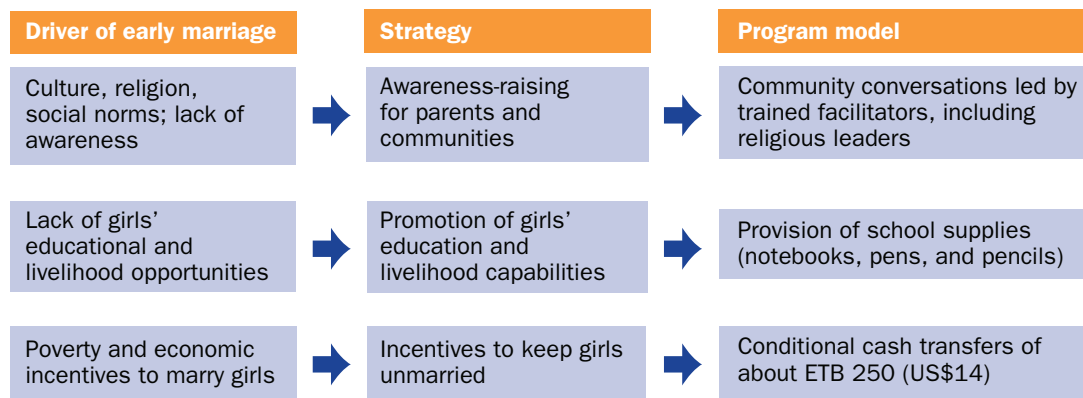 Driver of early marriage
Strategy
Program model
Culture, religion,
social norms; lack of
awareness
Awareness-raising
for parents and
communities
Community conversations led by
trained facilitators, including
religious leaders
Lack of girls’
educational and
livelihood opportunities
Promotion of girls’
education and
livelihood capabilities
Provision of school supplies
(notebooks, pens, and pencils)
Poverty and economic
incentives to marry girls
Incentives to keep girls
unmarried
Conditional cash transfers of
about ETB 250 (US$14)